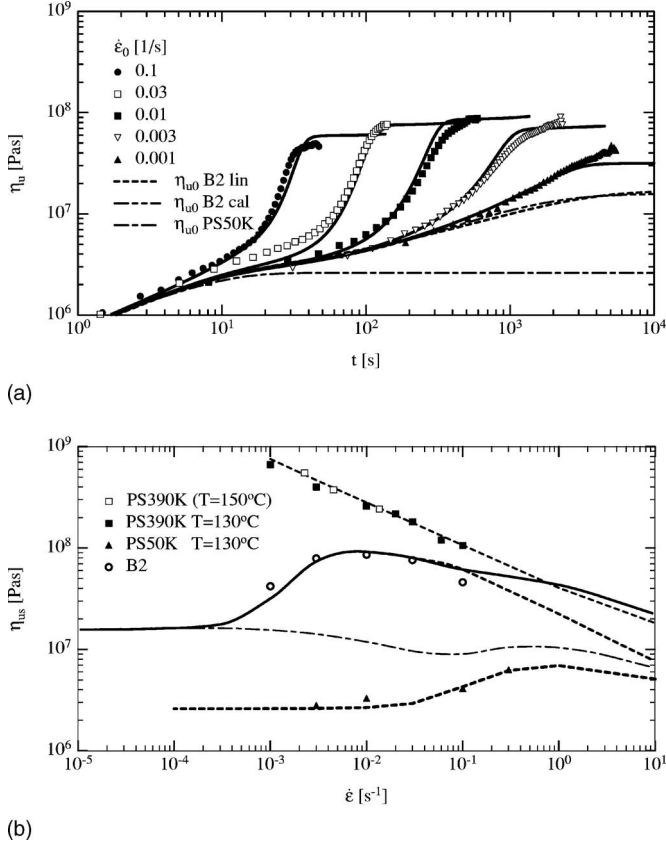 10⁹
10⁸
10⁷
10⁶
η_u [Pas]
ε̇₀ [1/s]
0.1
0.03
0.01
0.003
0.001
η_u0 B2 lin
η_u0 B2 cal
η_u0 PS50K
10⁰ 10¹ 10² 10³ 10⁴
t [s]
(a)
10⁹
10⁸
10⁷
10⁶
η_us [Pas]
PS390K (T=150°C)
PS390K T=130°C
PS50K T=130°C
B2
10⁻⁵ 10⁻⁴ 10⁻³ 10⁻² 10⁻¹ 10⁰ 10¹
ε̇ [s⁻¹]
(b)